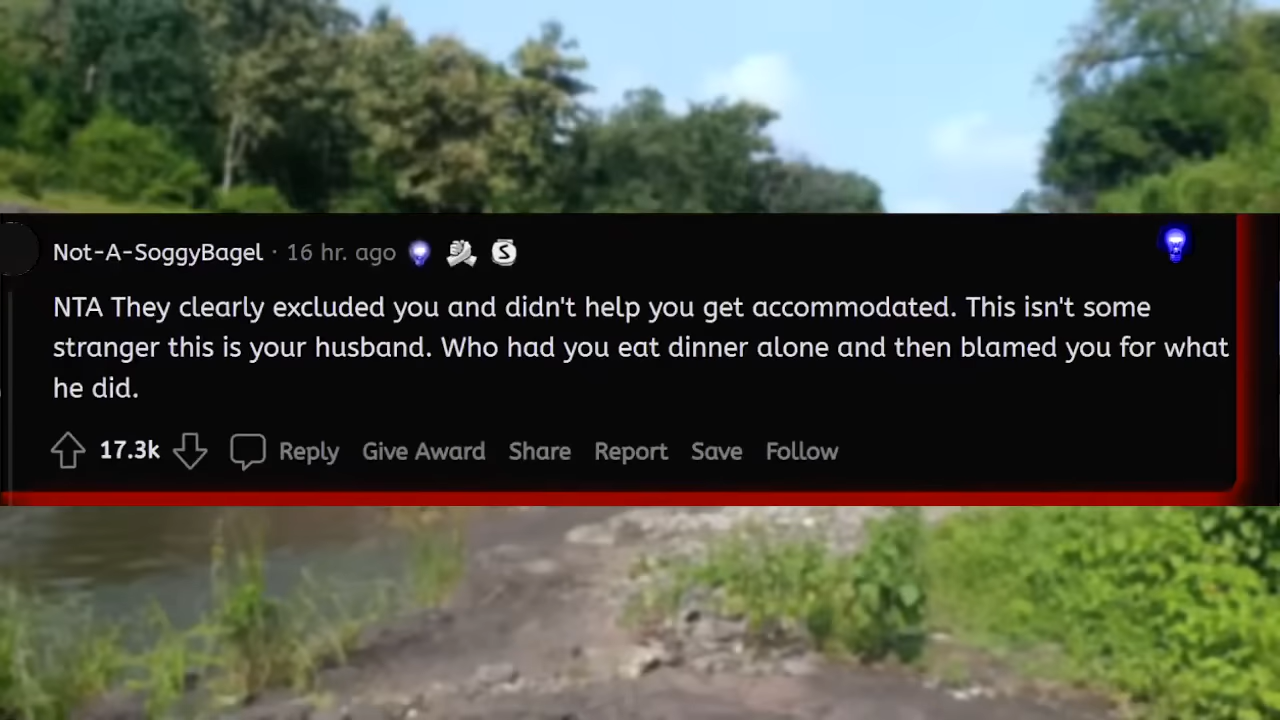 Not-A-SoggyBagel · 16 hr. ago
NTA They clearly excluded you and didn't help you get accommodated. This isn't some
stranger this is your husband. Who had you eat dinner alone and then blamed you for what
he did.
17.3k Reply Give Award Share Report Save Follow